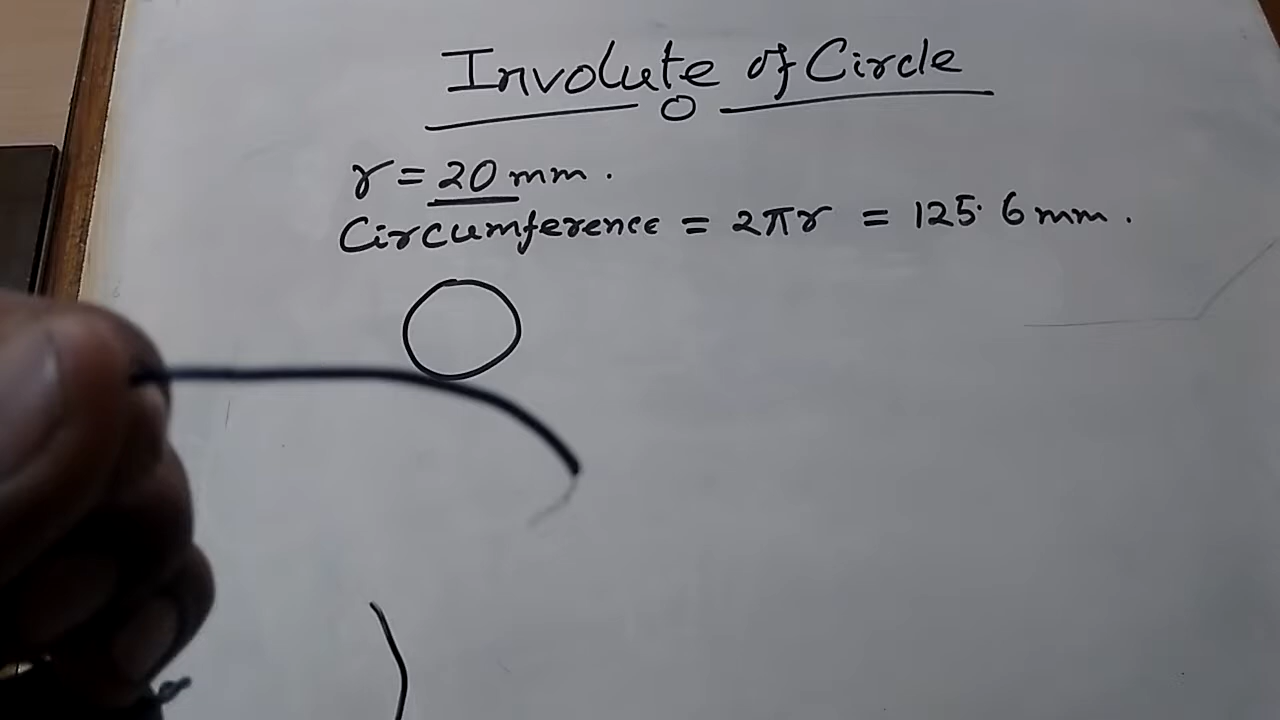 Involute of Circle
r = 20 mm.
Circumference = 2πr = 125.6 mm.